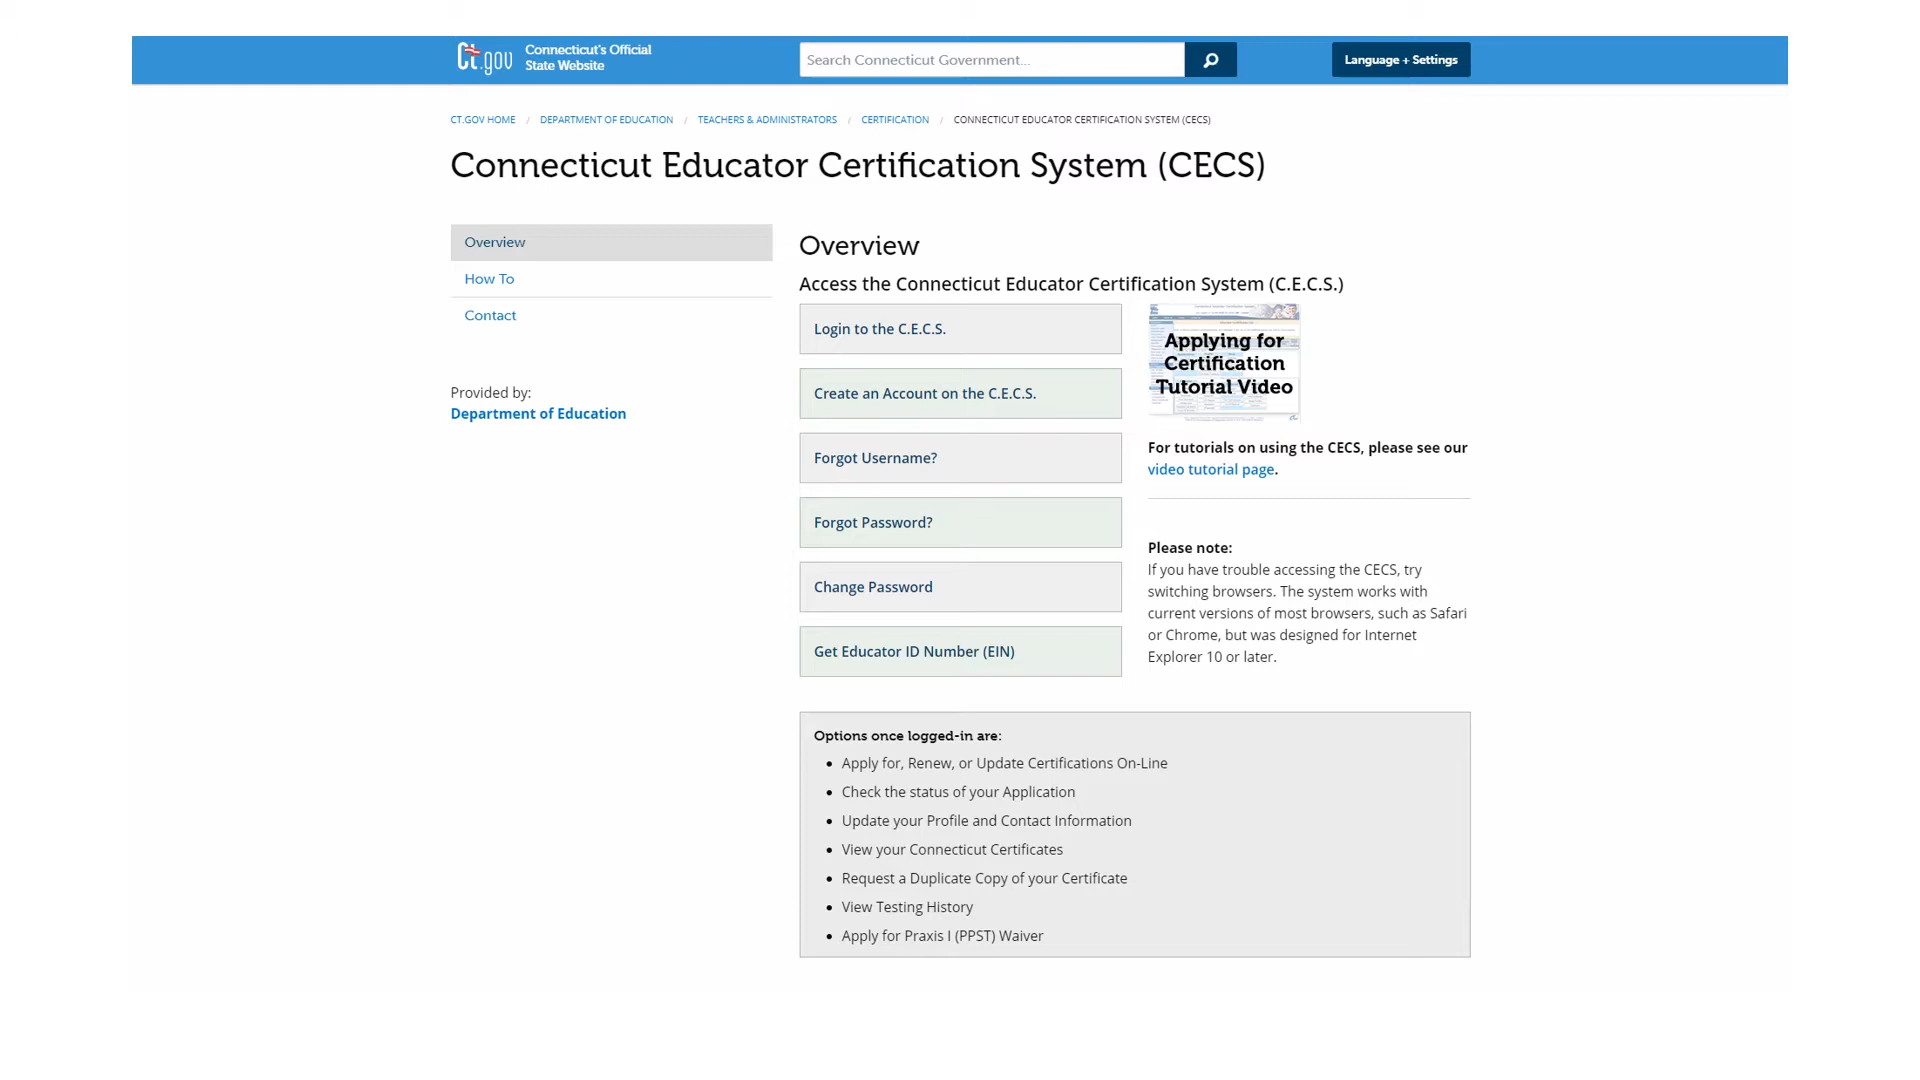 Ct.gov
Connecticut's Official
State Website
Search Connecticut Government...
Language + Settings
CT.GOV HOME / DEPARTMENT OF EDUCATION / TEACHERS & ADMINISTRATORS / CERTIFICATION / CONNECTICUT EDUCATOR CERTIFICATION SYSTEM (CECS)
Connecticut Educator Certification System (CECS)
Overview
How To
Contact
Provided by:
Department of Education
Overview
Access the Connecticut Educator Certification System (C.E.C.S.)
Login to the C.E.C.S.
Create an Account on the C.E.C.S.
Forgot Username?
Forgot Password?
Change Password
Get Educator ID Number (EIN)
Applying for
Certification
Tutorial Video
For tutorials on using the CECS, please see our
video tutorial page.
Please note:
If you have trouble accessing the CECS, try
switching browsers. The system works with
current versions of most browsers, such as Safari
or Chrome, but was designed for Internet
Explorer 10 or later.
Options once logged-in are:
• Apply for, Renew, or Update Certifications On-Line
• Check the status of your Application
• Update your Profile and Contact Information
• View your Connecticut Certificates
• Request a Duplicate Copy of your Certificate
• View Testing History
• Apply for Praxis I (PPST) Waiver